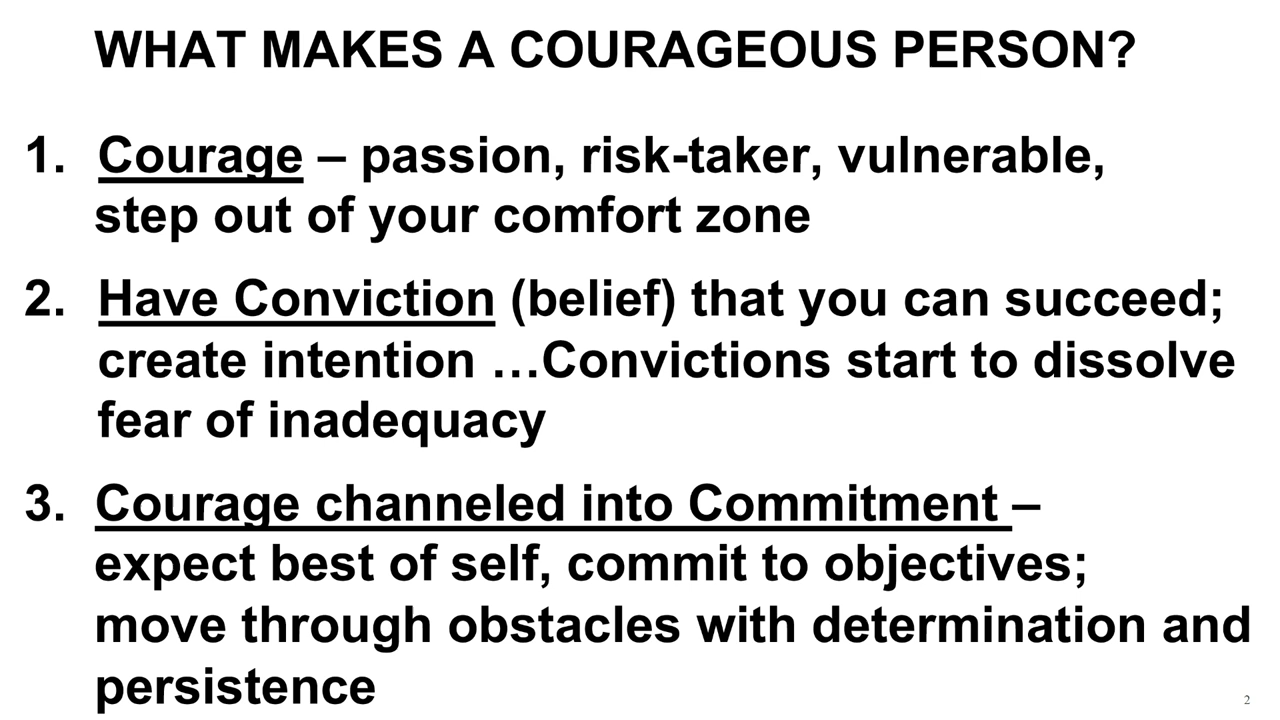 WHAT MAKES A COURAGEOUS PERSON?
1. Courage – passion, risk-taker, vulnerable,
step out of your comfort zone
2. Have Conviction (belief) that you can succeed;
create intention …Convictions start to dissolve
fear of inadequacy
3. Courage channeled into Commitment –
expect best of self, commit to objectives;
move through obstacles with determination and
persistence
2